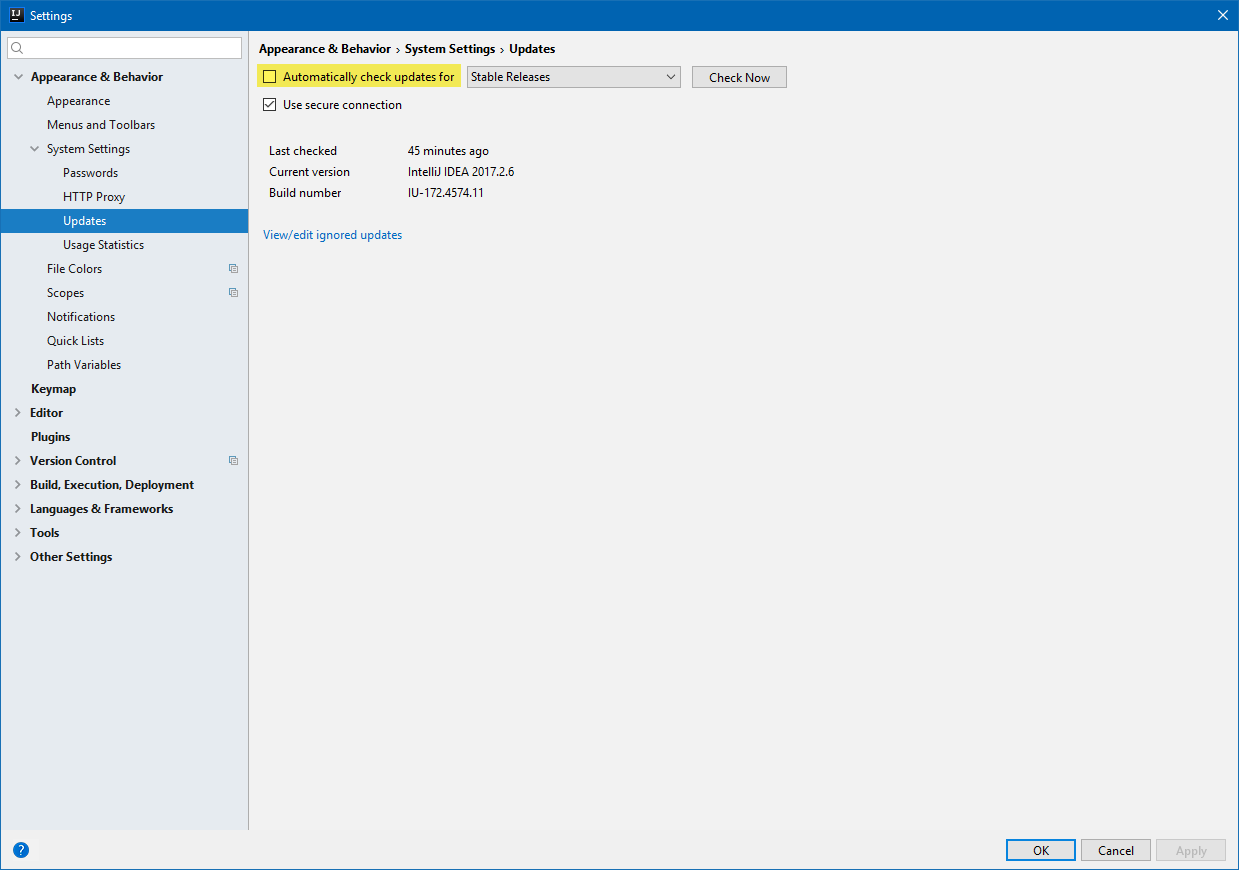 IJ Settings
Appearance & Behavior
Appearance
Menus and Toolbars
System Settings
Passwords
HTTP Proxy
Updates
Usage Statistics
File Colors
Scopes
Notifications
Quick Lists
Path Variables
Keymap
Editor
Plugins
Version Control
Build, Execution, Deployment
Languages & Frameworks
Tools
Other Settings
Appearance & Behavior › System Settings › Updates
Automatically check updates for Stable Releases Check Now
Use secure connection
Last checked 45 minutes ago
Current version IntelliJ IDEA 2017.2.6
Build number IU-172.4574.11
View/edit ignored updates
? OK Cancel Apply